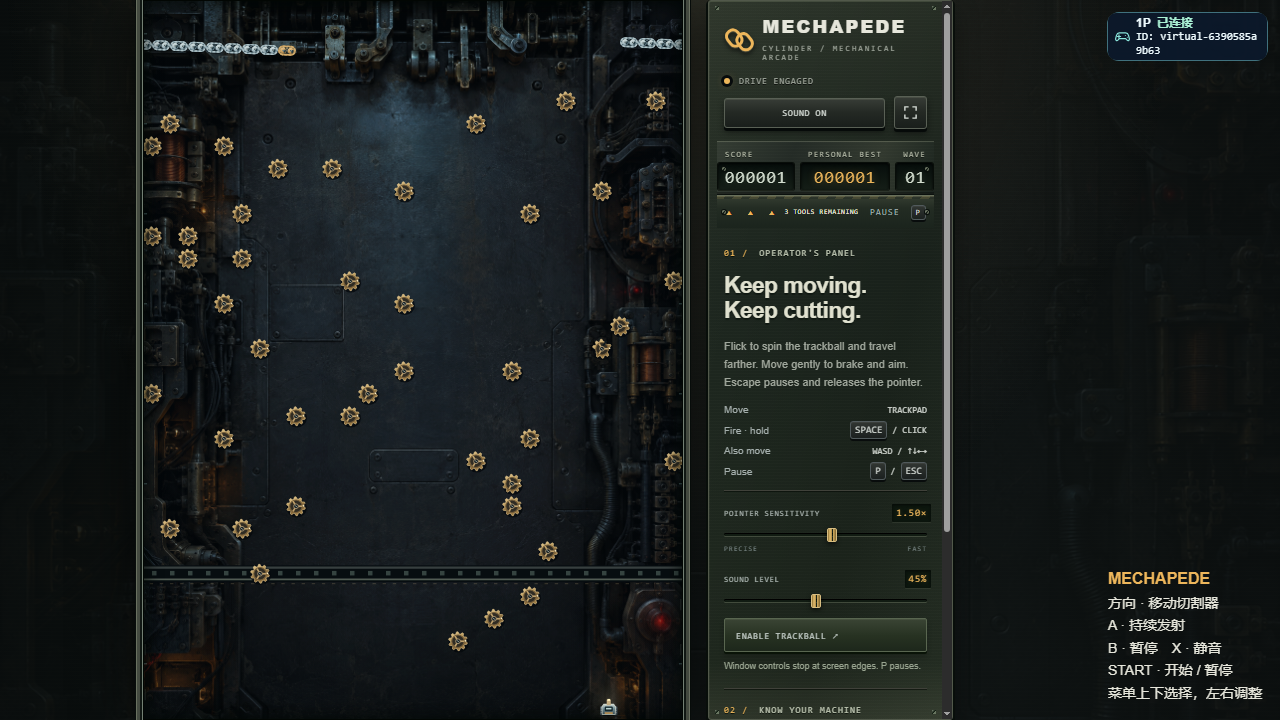 MECHAPEDE
CYLINDER / MECHANICAL
ARCADE
DRIVE ENGAGED
SOUND ON
SCORE PERSONAL BEST WAVE
000001 000001 01
3 TOOLS REMAINING PAUSE P
01 / OPERATOR'S PANEL
Keep moving.
Keep cutting.
Flick to spin the trackball and travel
farther. Move gently to brake and aim.
Escape pauses and releases the pointer.
Move TRACKPAD
Fire · hold SPACE / CLICK
Also move WASD / ↑↓←→
Pause P / ESC
POINTER SENSITIVITY 1.50×
PRECISE FAST
SOUND LEVEL 45%
ENABLE TRACKBALL ↗
Window controls stop at screen edges. P pauses.
02 / KNOW YOUR MACHINE
1P 已连接
ID: virtual-6390585a
9b63
MECHAPEDE
方向 · 移动切割器
A · 持续发射
B · 暂停 X · 静音
START · 开始 / 暂停
菜单上下选择，左右调整